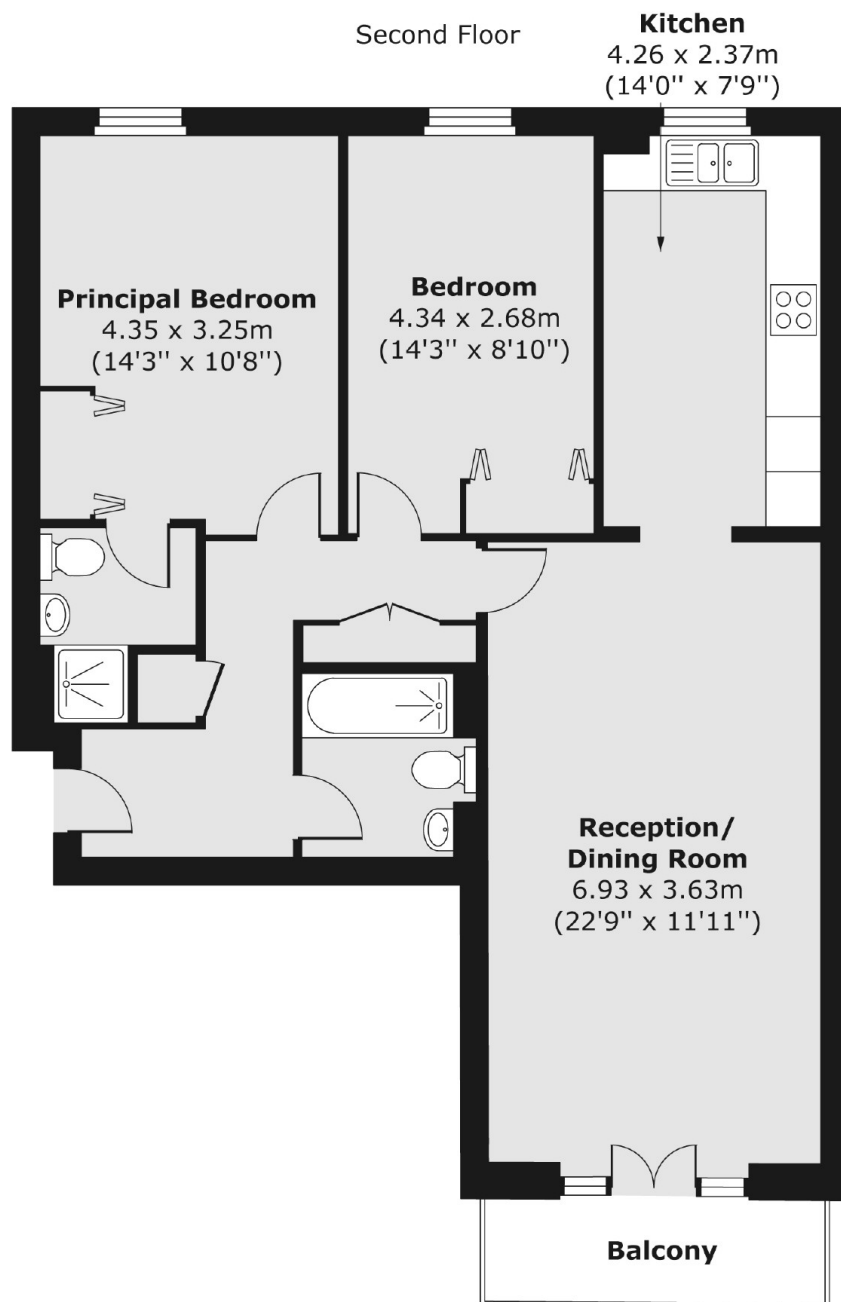 Second Floor
Kitchen
4.26 x 2.37m
(14'0" x 7'9")
Principal Bedroom
4.35 x 3.25m
(14'3" x 10'8")
Bedroom
4.34 x 2.68m
(14'3" x 8'10")
Reception/
Dining Room
6.93 x 3.63m
(22'9" x 11'11")
Balcony